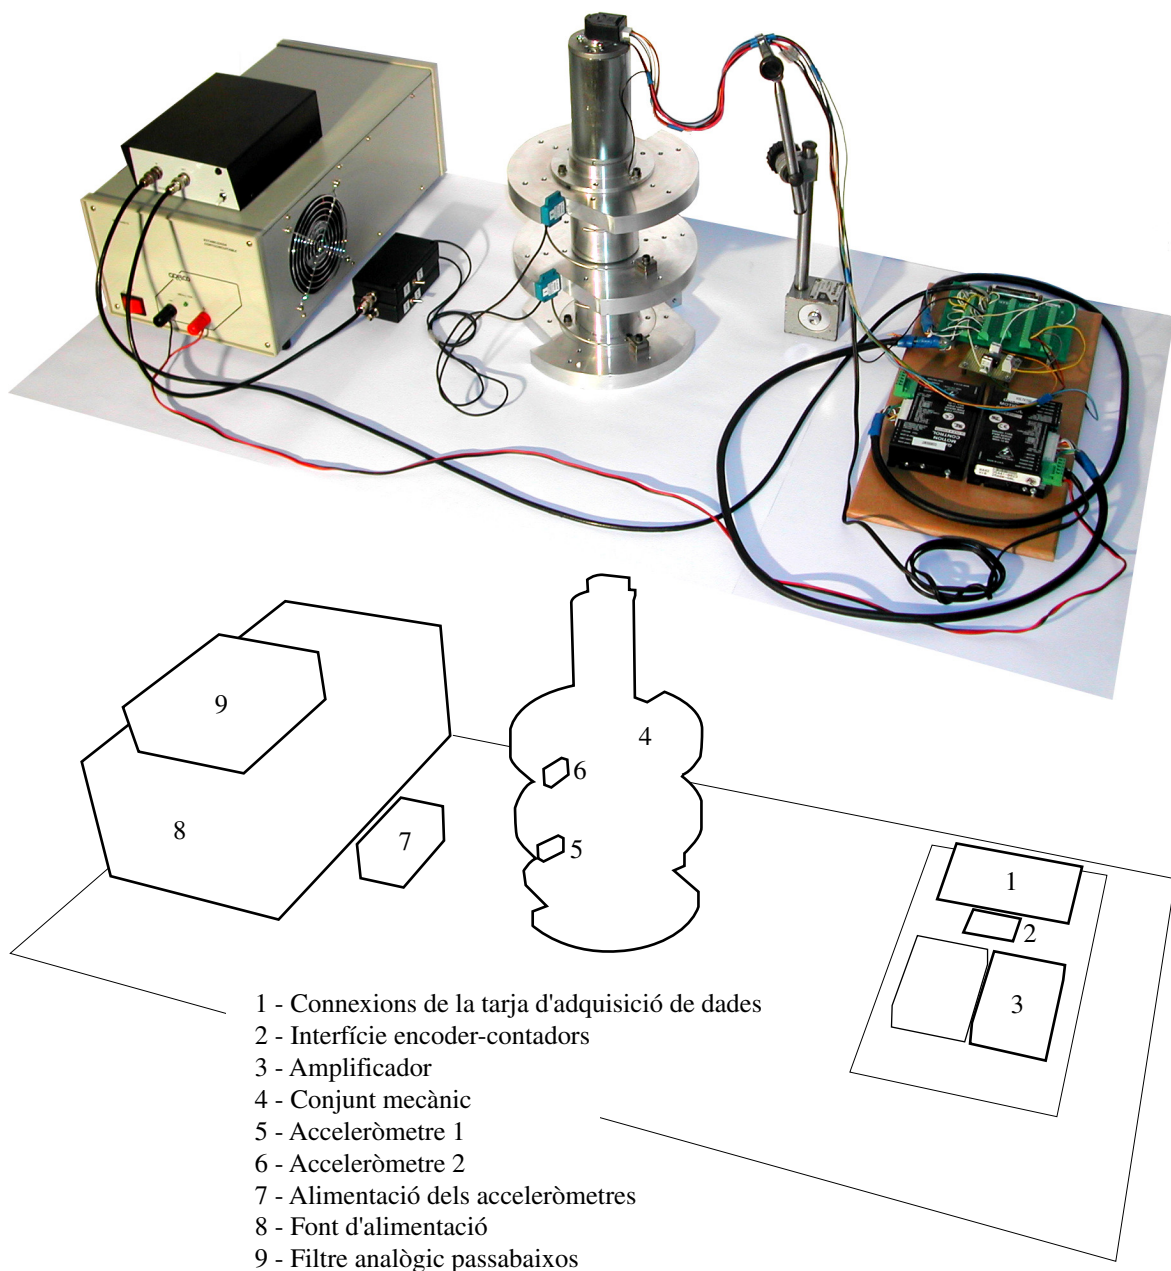 MOTION
CONTROL
9
4
6
8
7
5
1
2
3
1 - Connexions de la tarja d'adquisició de dades
2 - Interfície encoder-contadors
3 - Amplificador
4 - Conjunt mecànic
5 - Acceleròmetre 1
6 - Acceleròmetre 2
7 - Alimentació dels acceleròmetres
8 - Font d'alimentació
9 - Filtre analògic passabaixos